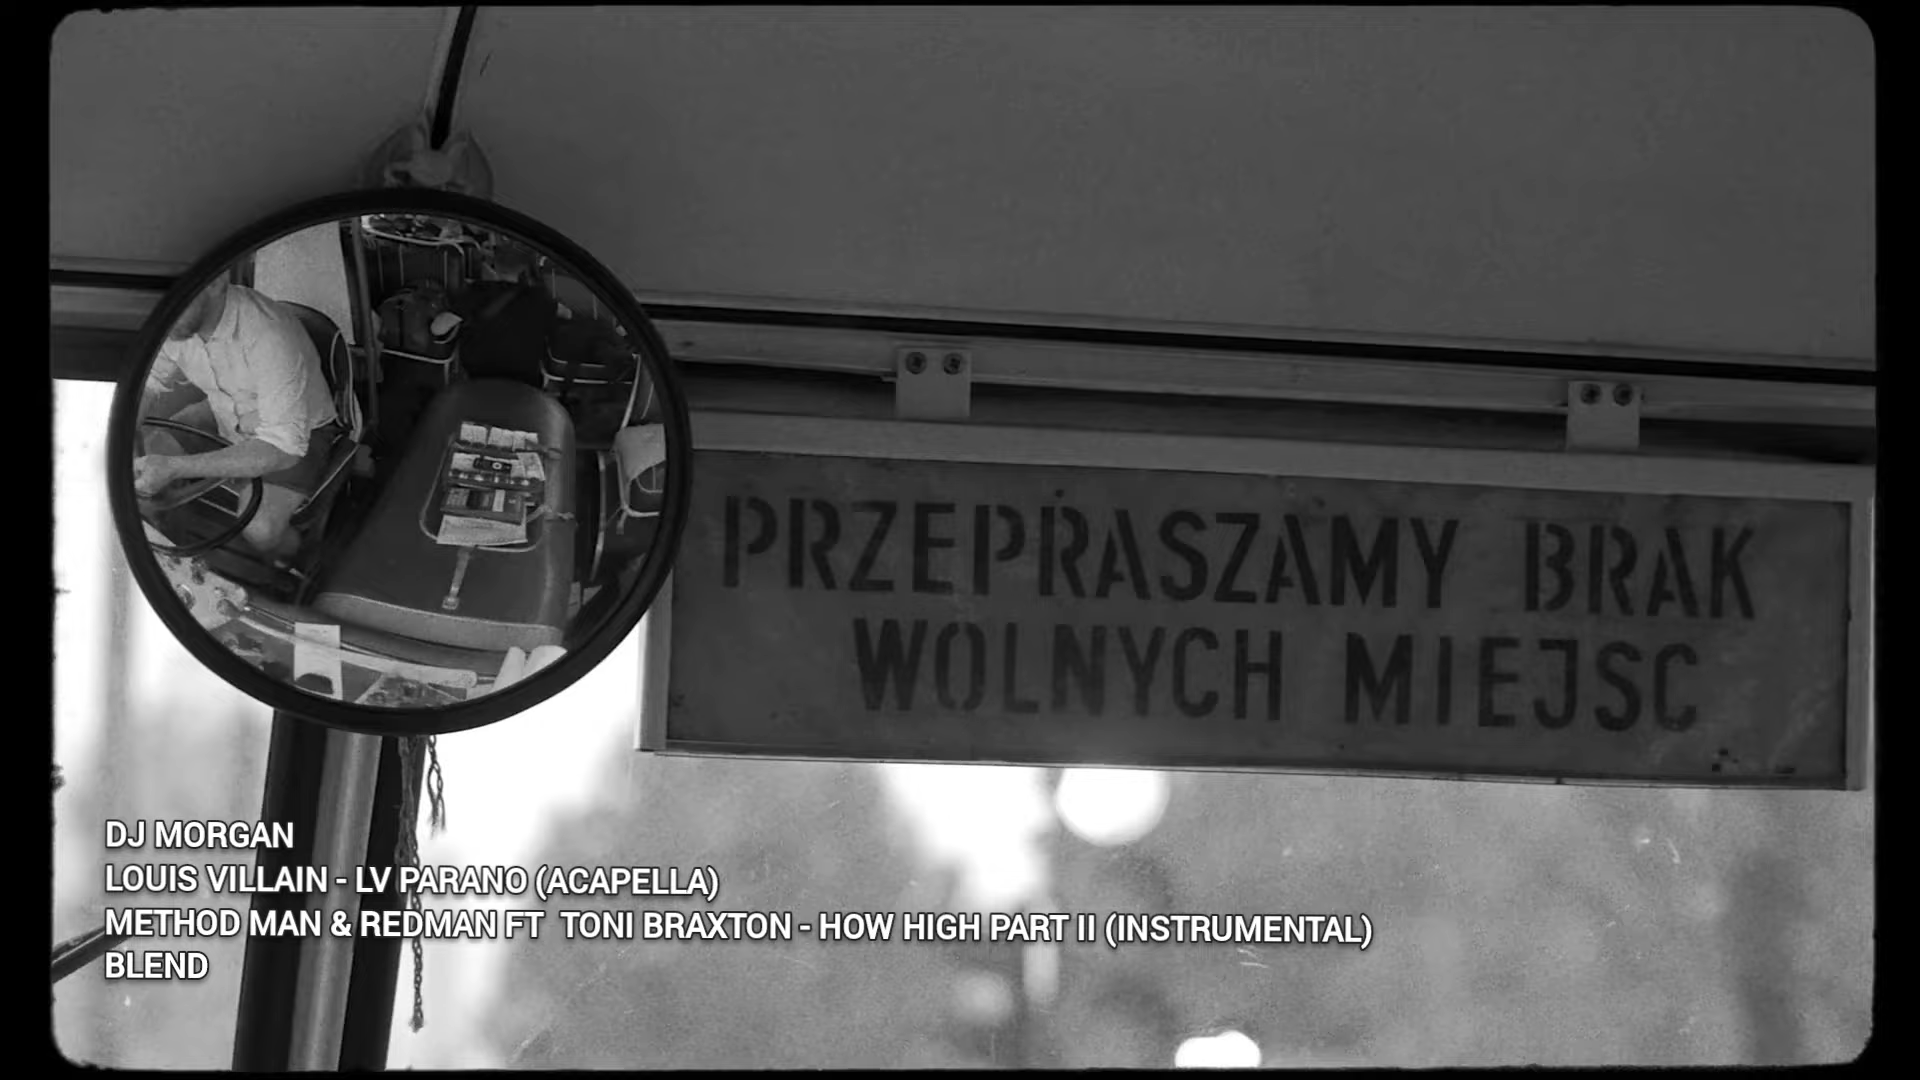 PRZEPRASZAMY BRAK
WOLNYCH MIEJSC
DJ MORGAN
LOUIS VILLAIN - LV PARANO (ACAPELLA)
METHOD MAN & REDMAN FT TONI BRAXTON - HOW HIGH PART II (INSTRUMENTAL)
BLEND